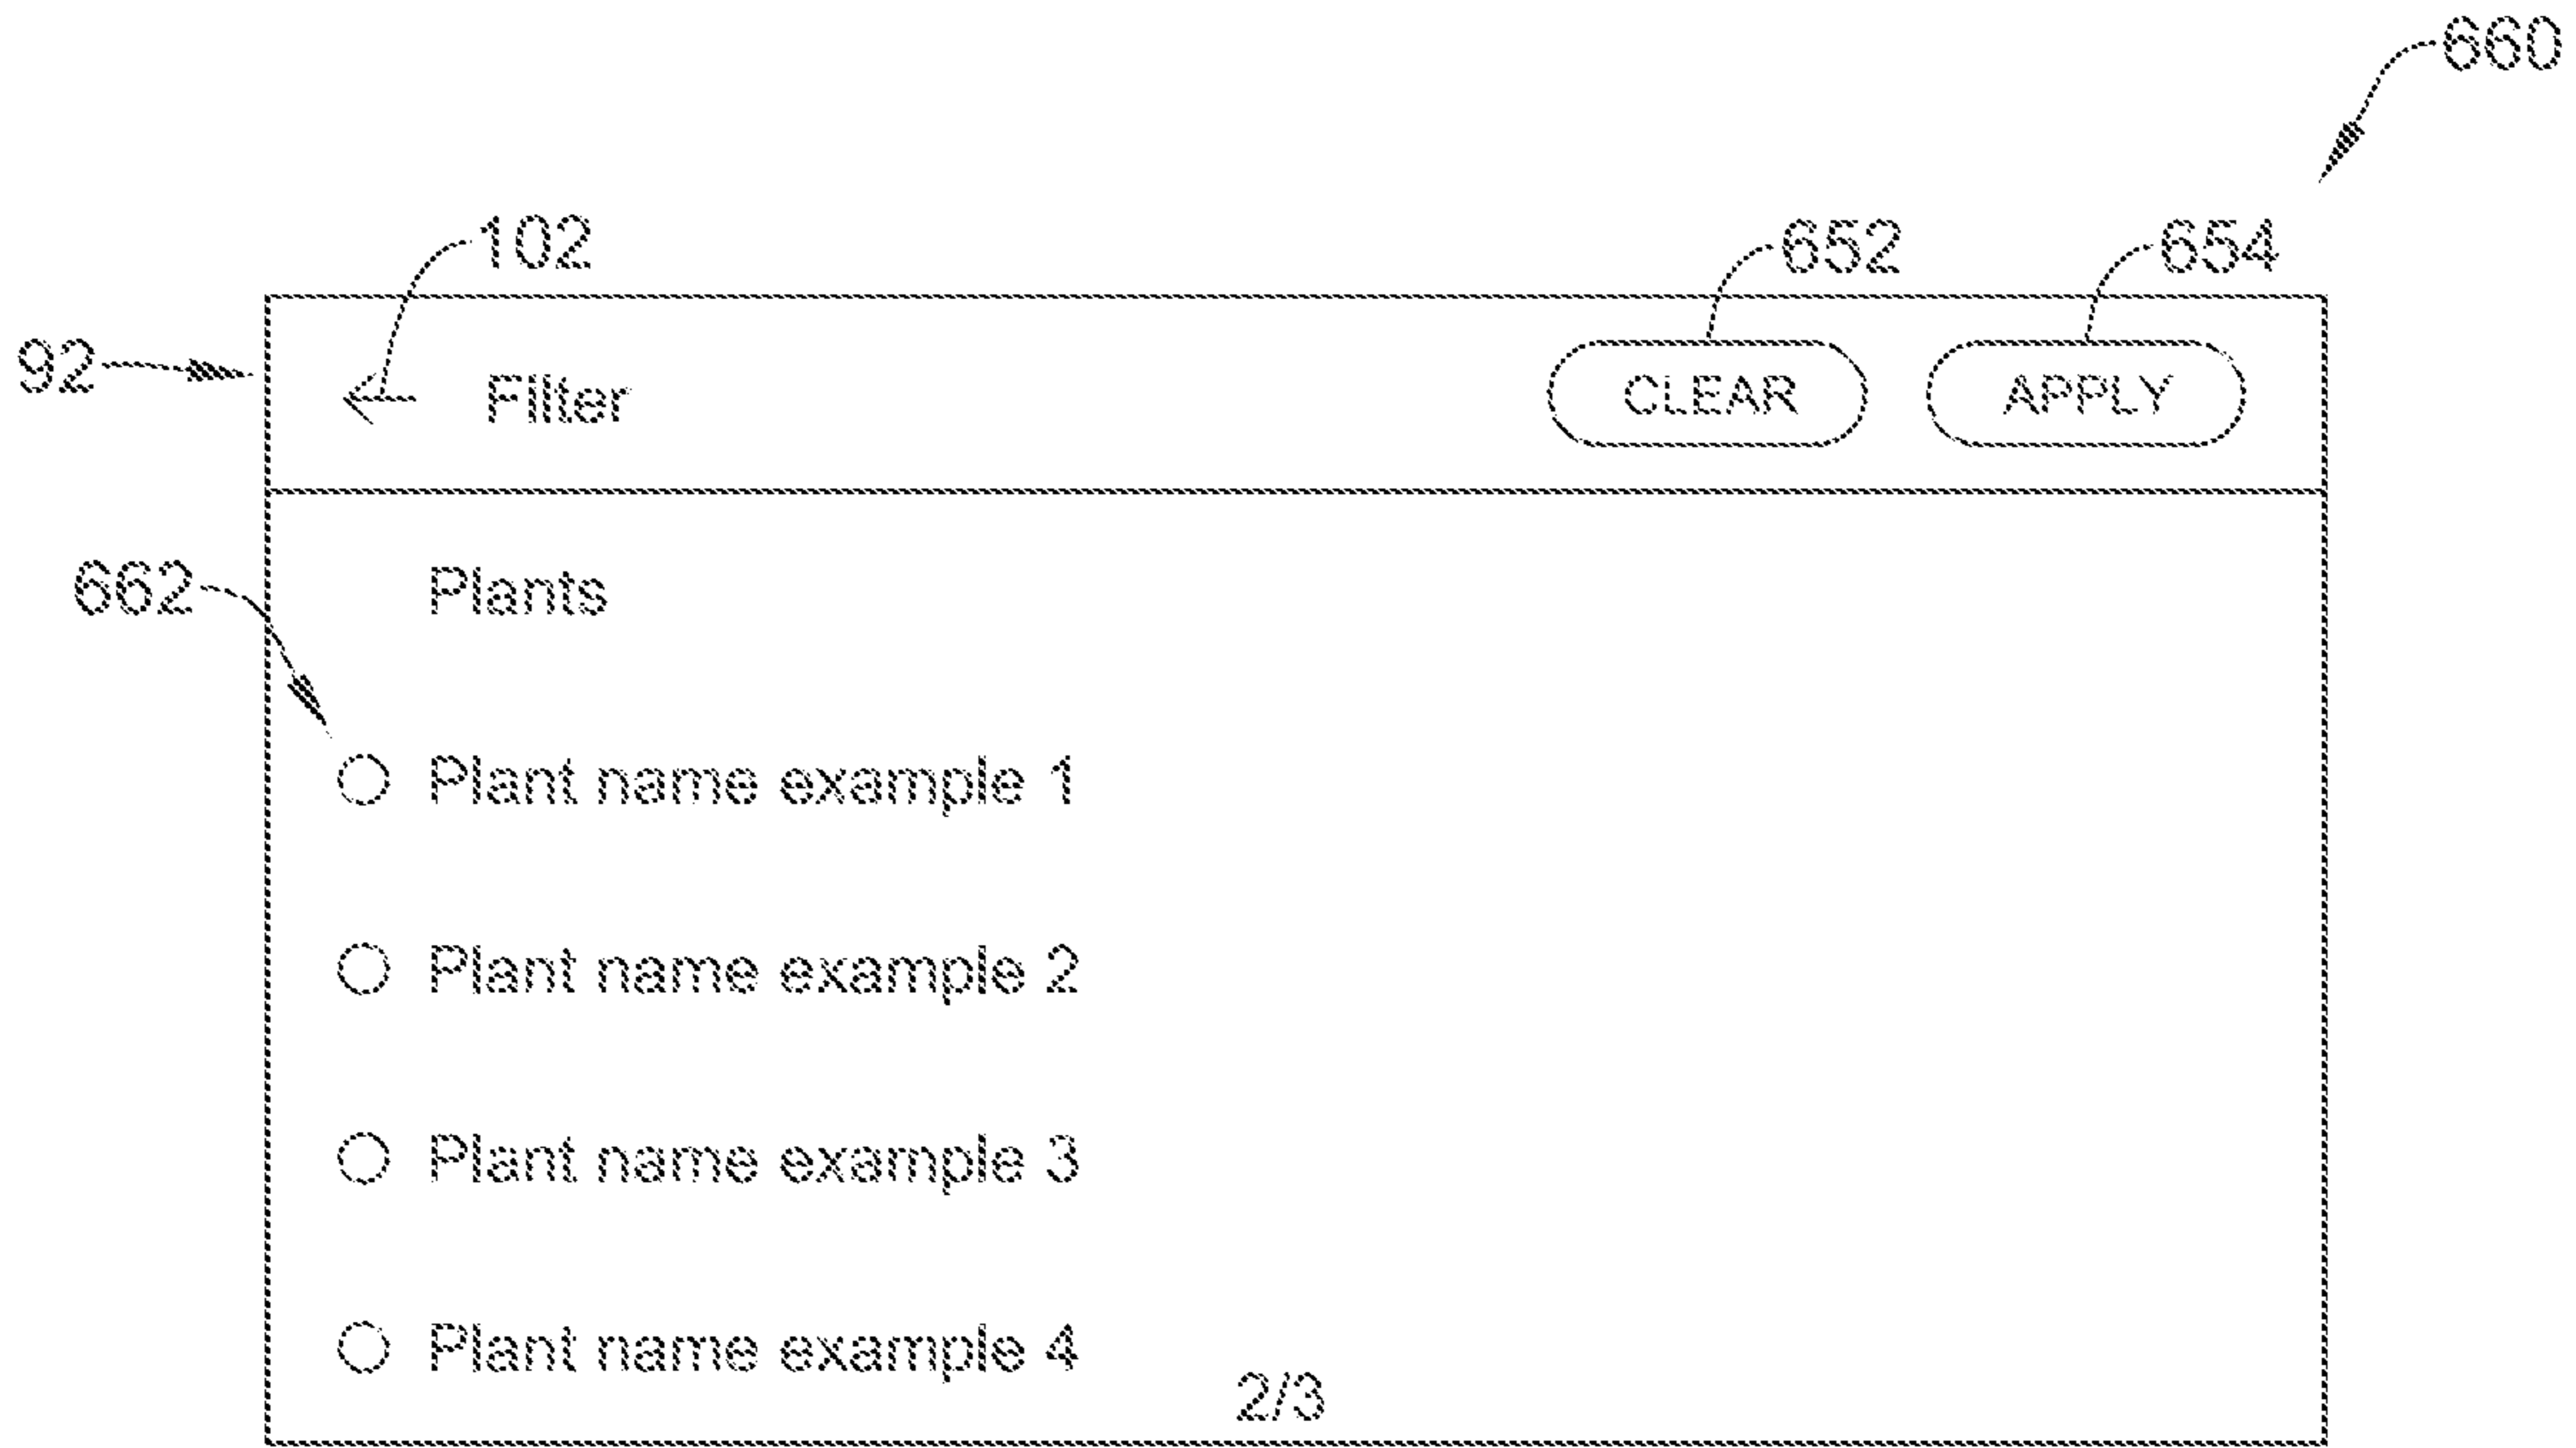 660
102
652
654
92
Filter
CLEAR
APPLY
662
Plants
Plant name example 1
Plant name example 2
Plant name example 3
Plant name example 4
2/3